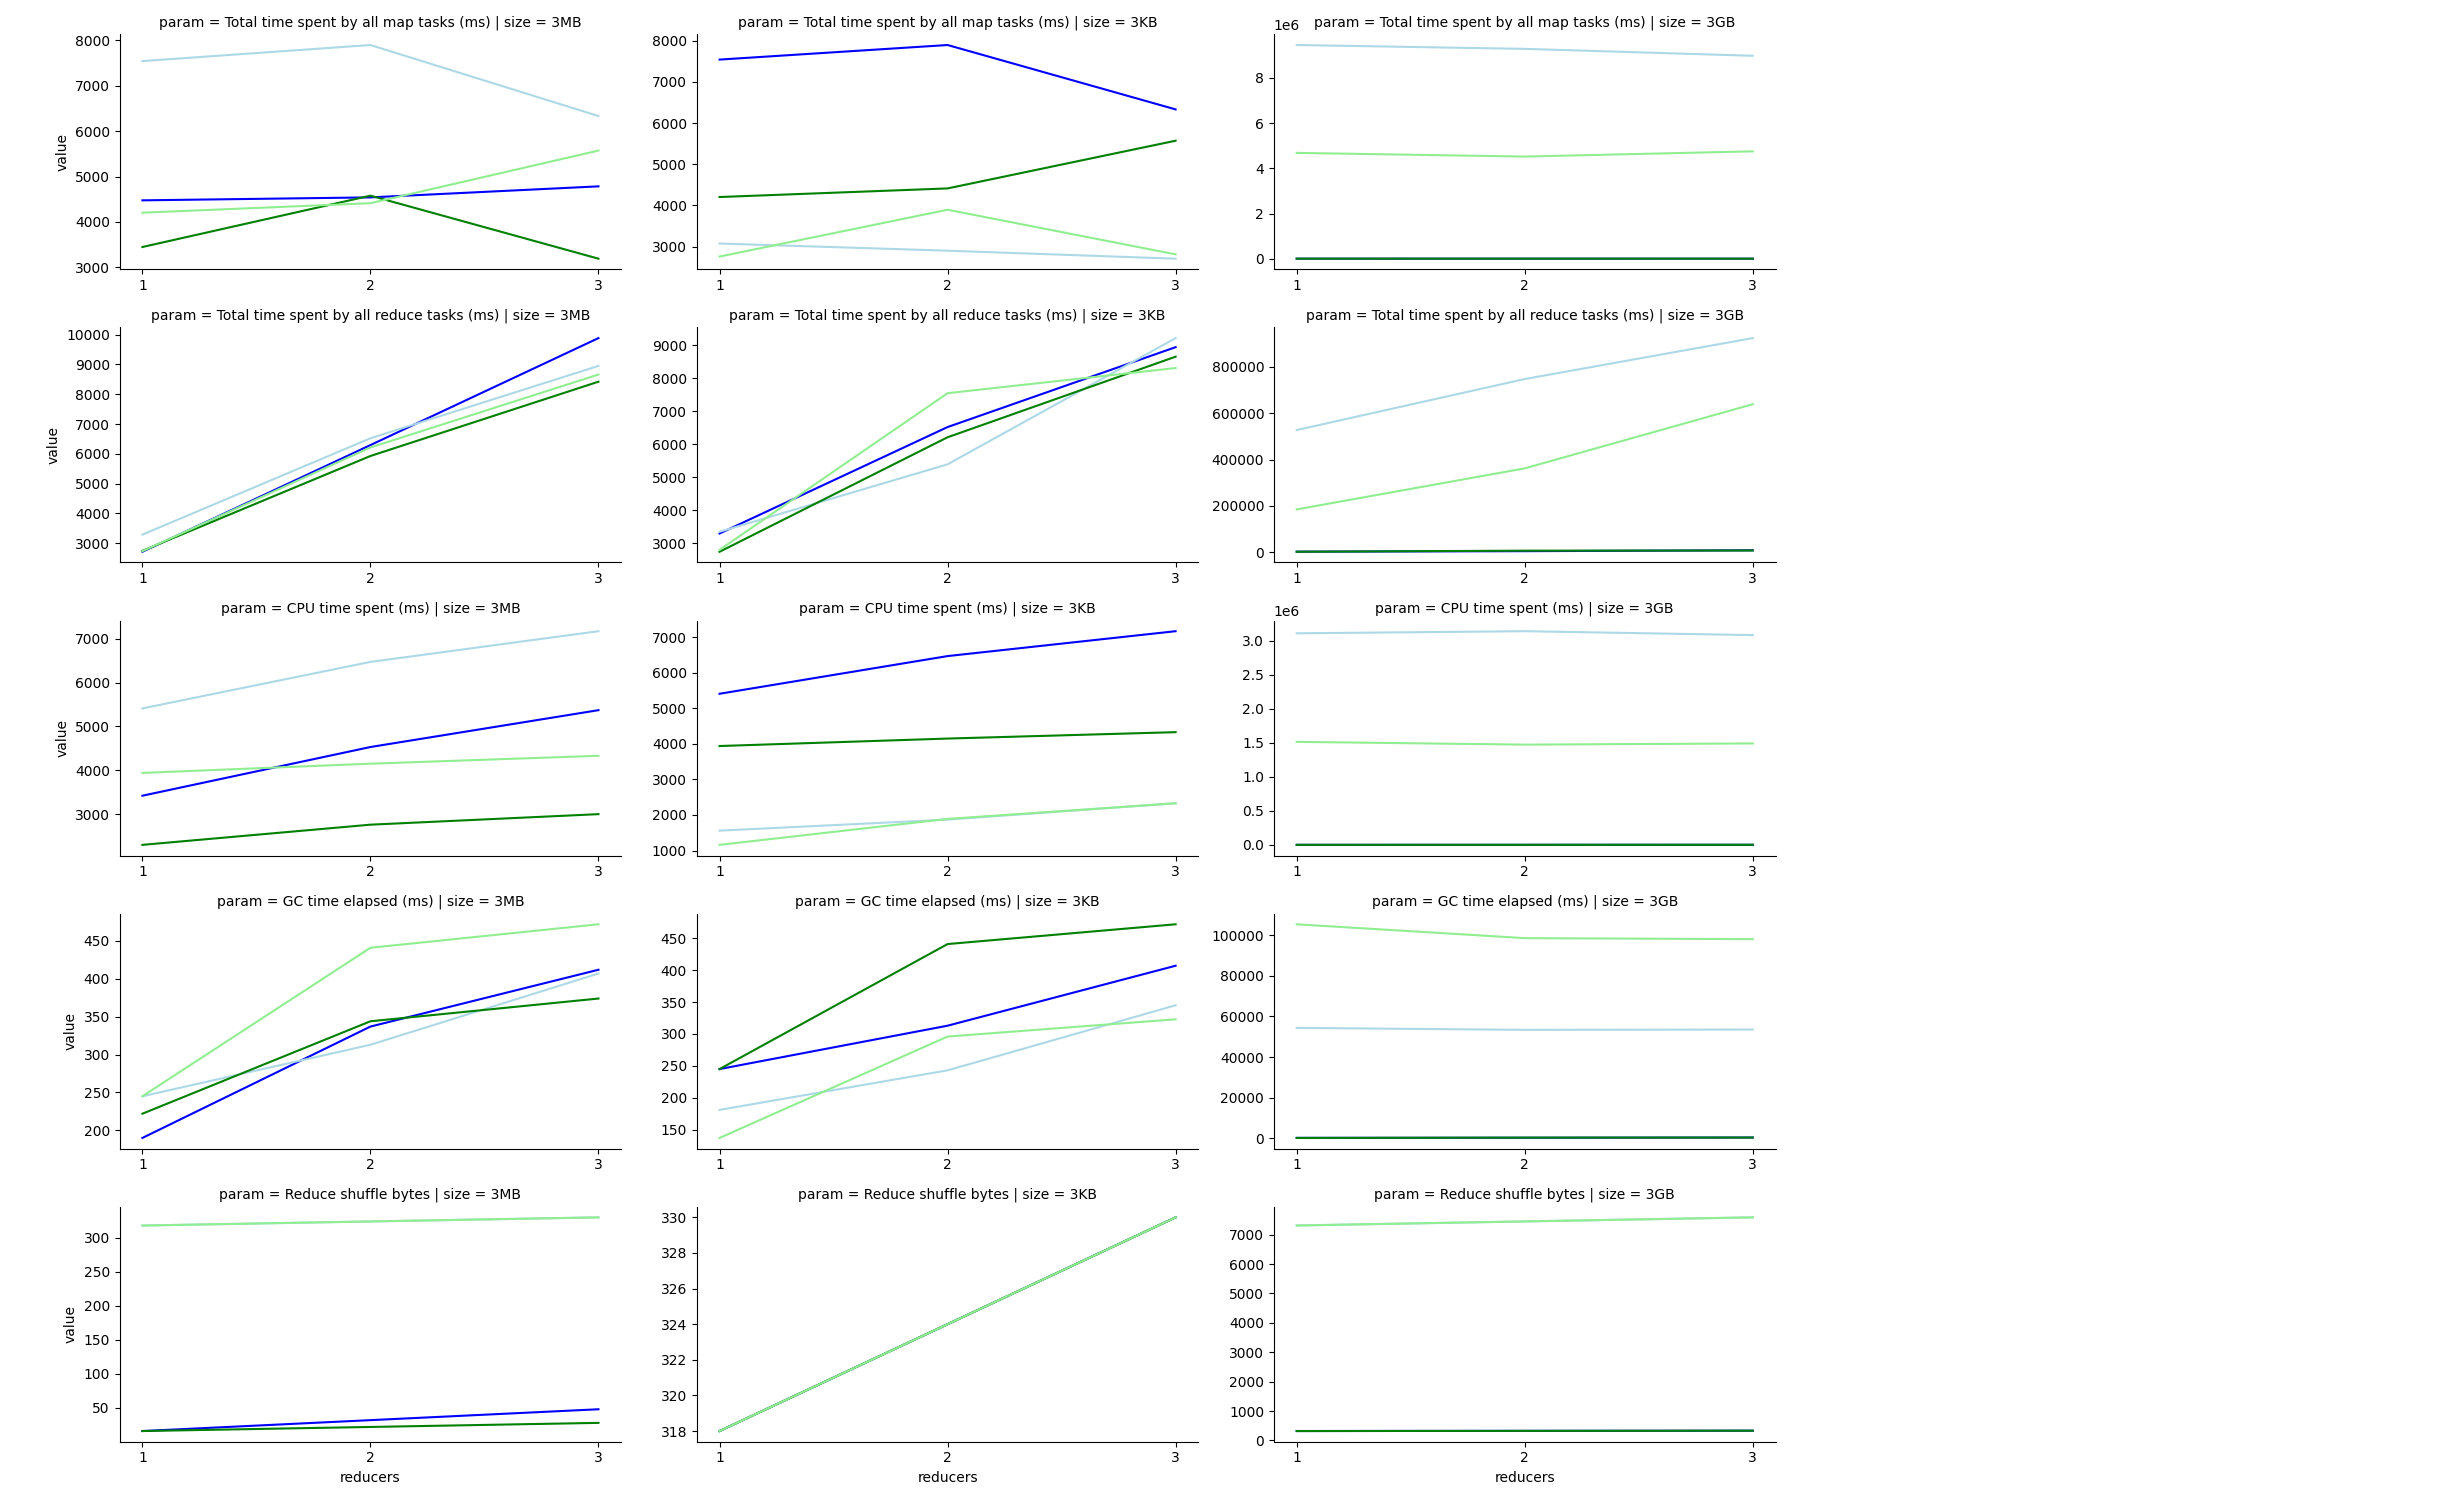 param = Total time spent by all map tasks (ms) | size = 3MB
8000
7000
6000
5000
4000
3000
value
1 2 3
param = Total time spent by all map tasks (ms) | size = 3KB
8000
7000
6000
5000
4000
3000
1 2 3
param = Total time spent by all map tasks (ms) | size = 3GB
1e6
8
6
4
2
0
1 2 3
param = Total time spent by all reduce tasks (ms) | size = 3MB
10000
9000
8000
7000
6000
5000
4000
3000
value
1 2 3
param = Total time spent by all reduce tasks (ms) | size = 3KB
9000
8000
7000
6000
5000
4000
3000
1 2 3
param = Total time spent by all reduce tasks (ms) | size = 3GB
800000
600000
400000
200000
0
1 2 3
param = CPU time spent (ms) | size = 3MB
7000
6000
5000
4000
3000
value
1 2 3
param = CPU time spent (ms) | size = 3KB
7000
6000
5000
4000
3000
2000
1000
1 2 3
param = CPU time spent (ms) | size = 3GB
1e6
3.0
2.5
2.0
1.5
1.0
0.5
0.0
1 2 3
param = GC time elapsed (ms) | size = 3MB
450
400
350
300
250
200
value
1 2 3
param = GC time elapsed (ms) | size = 3KB
450
400
350
300
250
200
150
1 2 3
param = GC time elapsed (ms) | size = 3GB
100000
80000
60000
40000
20000
0
1 2 3
param = Reduce shuffle bytes | size = 3MB
300
250
200
150
100
50
value
1 2 3
reducers
param = Reduce shuffle bytes | size = 3KB
330
328
326
324
322
320
318
1 2 3
reducers
param = Reduce shuffle bytes | size = 3GB
7000
6000
5000
4000
3000
2000
1000
0
1 2 3
reducers